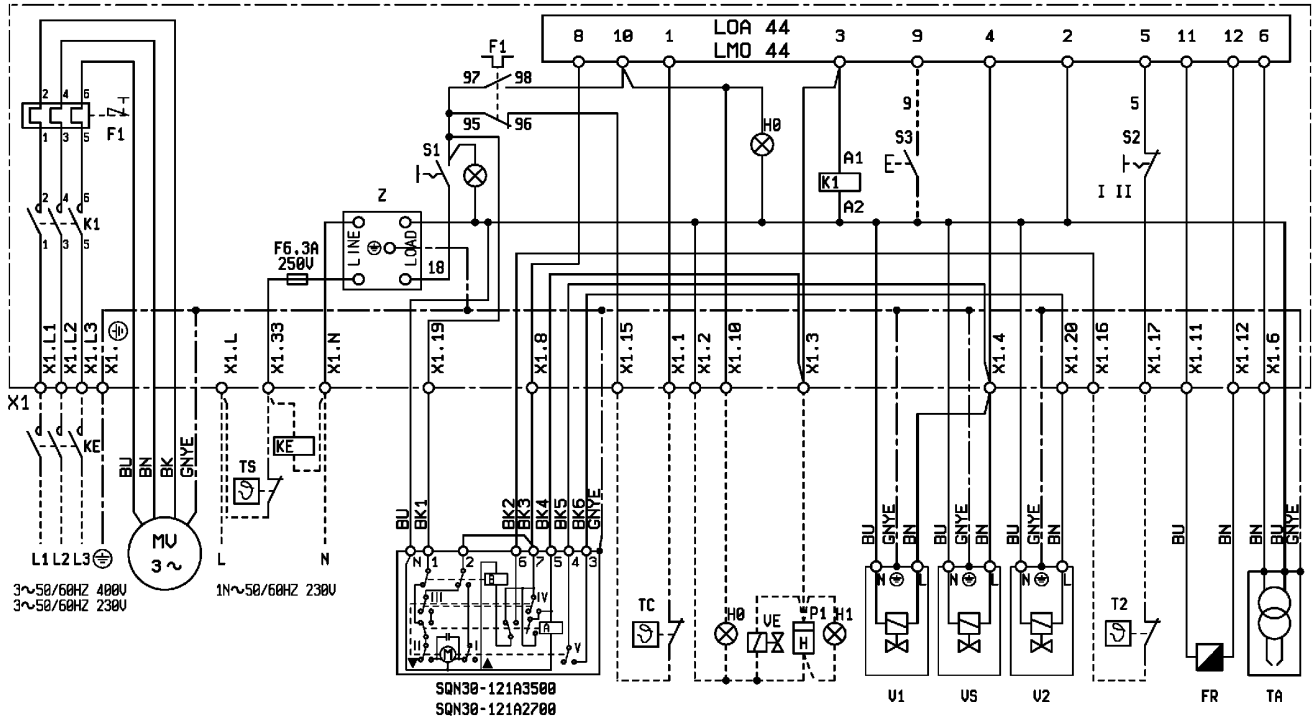 LOA 44
LMO 44
8 10 1 3 9 4 2 5 11 12 6
F1
97 98
95 96
2 4 6
F1
1 3 5
S1
H0
A1
K1
A2
9
S3
5
S2
I II
2 4 6
K1
1 3 5
Z
LINE
LOAD
18
F6,3A
250V
X1.L1
X1.L2
X1.L3
X1.
X1.L
X1.33
X1.N
X1.19
X1.8
X1.15
X1.1
X1.2
X1.10
X1.3
X1.4
X1.20
X1.16
X1.17
X1.11
X1.12
X1.6
X1
KE
BU
BN
BK
GNYE
KE
TS
ϑ
BU
BK1
BK2
BK3
BK4
BK5
BK6
GNYE
BU
GNYE
BN
BU
GNYE
BN
BU
GNYE
BN
BU
BN
BN
BU
GNYE
MV
3~
L1 L2 L3
3~50/60HZ 400V
3~50/60HZ 230V
L N
1N~50/60HZ 230V
N 1 2 6 7 5 4 3
B
III
IV
A
II
M
I
V
SQN30-121A3500
SQN30-121A2700
TC
ϑ
H0
VE
P1
H
H1
N L
N L
N L
V1
VS
V2
T2
ϑ
FR
TA